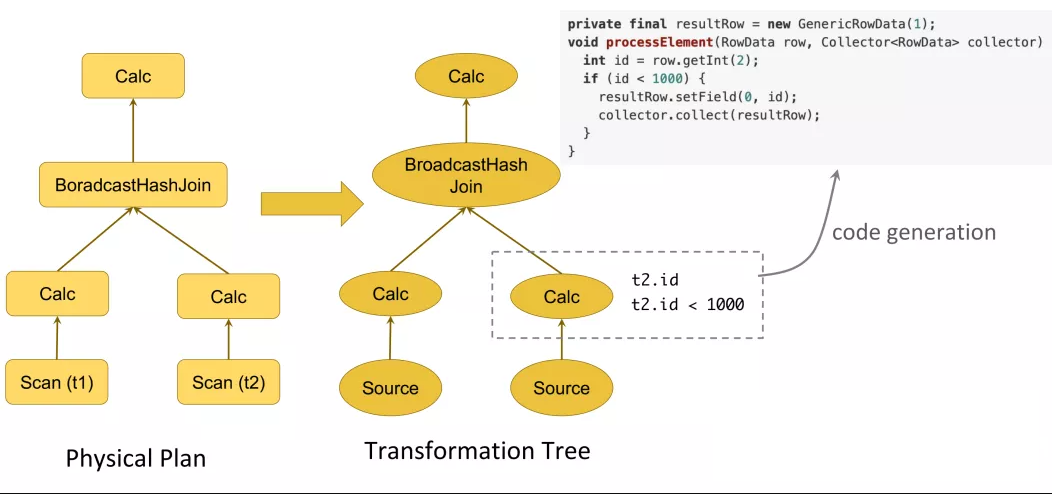 private final resultRow = new GenericRowData(1);
void processElement(RowData row, Collector<RowData> collector)
int id = row.getInt(2);
if (id < 1000) {
resultRow.setField(0, id);
collector.collect(resultRow);
}
}
Calc
BoradcastHashJoin
Calc
Calc
Scan (t1)
Scan (t2)
Physical Plan
Calc
BroadcastHash
Join
Calc
Calc
t2.id
t2.id < 1000
Source
Source
Transformation Tree
code generation